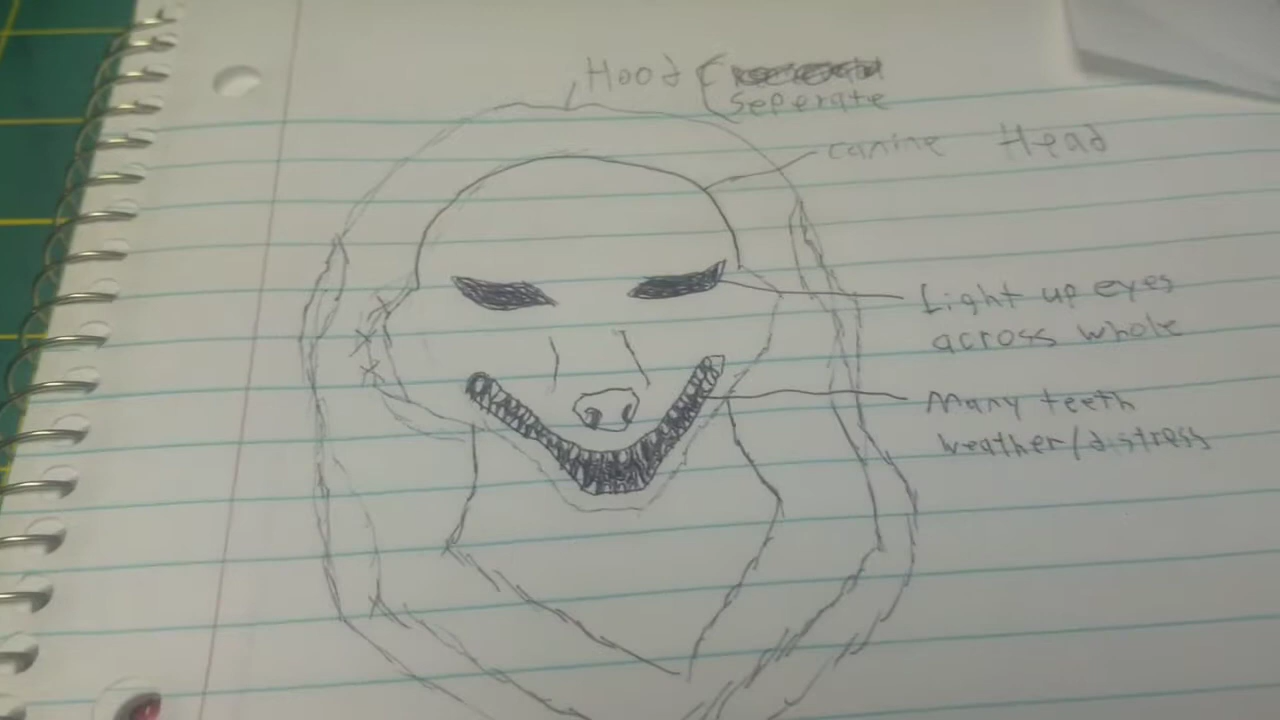 Hood (
Seperate
canine Head
Light up eyes
across whole
Many teeth
weather/distress